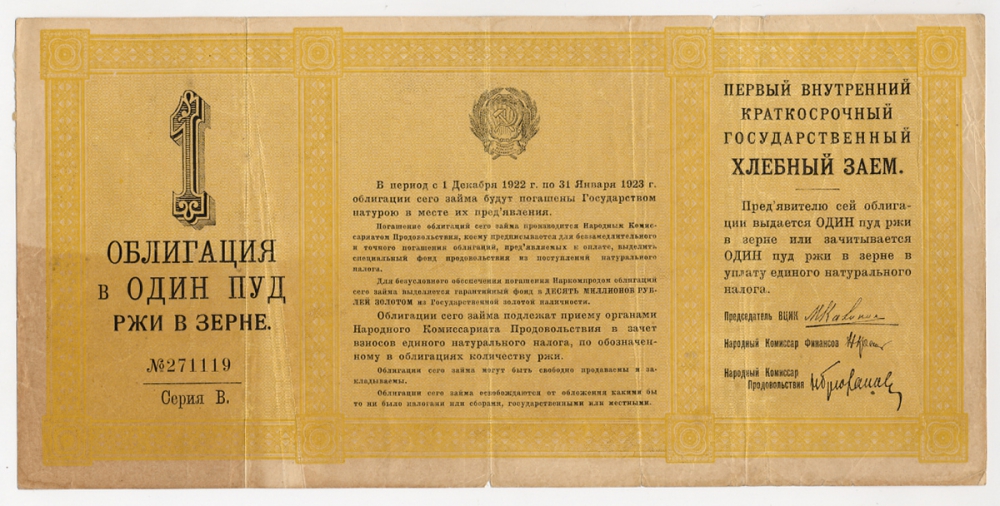 1
ОБЛИГАЦИЯ
в ОДИН ПУД
РЖИ В ЗЕРНЕ.
№271119
Серия В.
В период с 1 Декабря 1922 г. по 31 Января 1923 г.
облигации сего займа будут погашены Государством
натурою в месте их пред'явления.
Погашение облигаций сего займа производится Народным Комис-
сариатом Продовольствия, коему предписывается для безамедлительного
и точного погашения облигаций, пред'являемых к оплате, выделить
специальный фонд продовольствия из поступлений натурального
налога.
Для безусловного обеспечения погашения Наркомпродом облигаций
сего займа выделяется гарантийный фонд в ДЕСЯТЬ МИЛЛИОНОВ РУБ-
ЛЕЙ ЗОЛОТОМ из Государственной золотой наличности.
Облигации сего займа подлежат приему органами
Народного Комиссариата Продовольствия в зачет
взносов единого натурального налога, по обозначен-
ному в облигациях количеству ржи.
Облигации сего займа могут быть свободно продаваемы и за-
кладываемы.
Облигации сего займа освобождаются от обложения какими бы
то ни было налогами или сборами, государственными или местными.
ПЕРВЫЙ ВНУТРЕННИЙ
КРАТКОСРОЧНЫЙ
ГОСУДАРСТВЕННЫЙ
ХЛЕБНЫЙ ЗАЕМ.
Пред'явителю сей облига-
ции выдается ОДИН пуд ржи
в зерне или зачитывается
ОДИН пуд ржи в зерне в
уплату единого натурального
налога.
Председатель ВЦИК МКалинин
Народный Комиссар Финансов
Народный Комиссар
Продовольствия